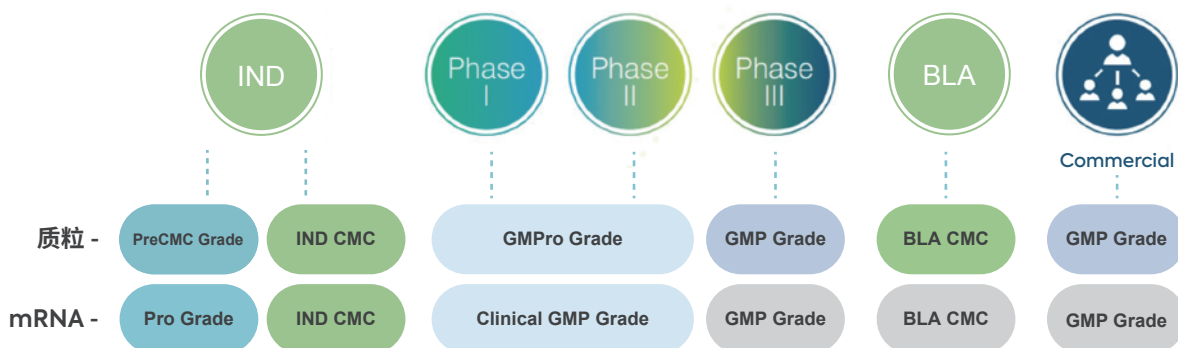 IND
Phase
I
Phase
II
Phase
III
BLA
Commercial
质粒 -
PreCMC Grade
IND CMC
GMPro Grade
GMP Grade
BLA CMC
GMP Grade
mRNA -
Pro Grade
IND CMC
Clinical GMP Grade
GMP Grade
BLA CMC
GMP Grade